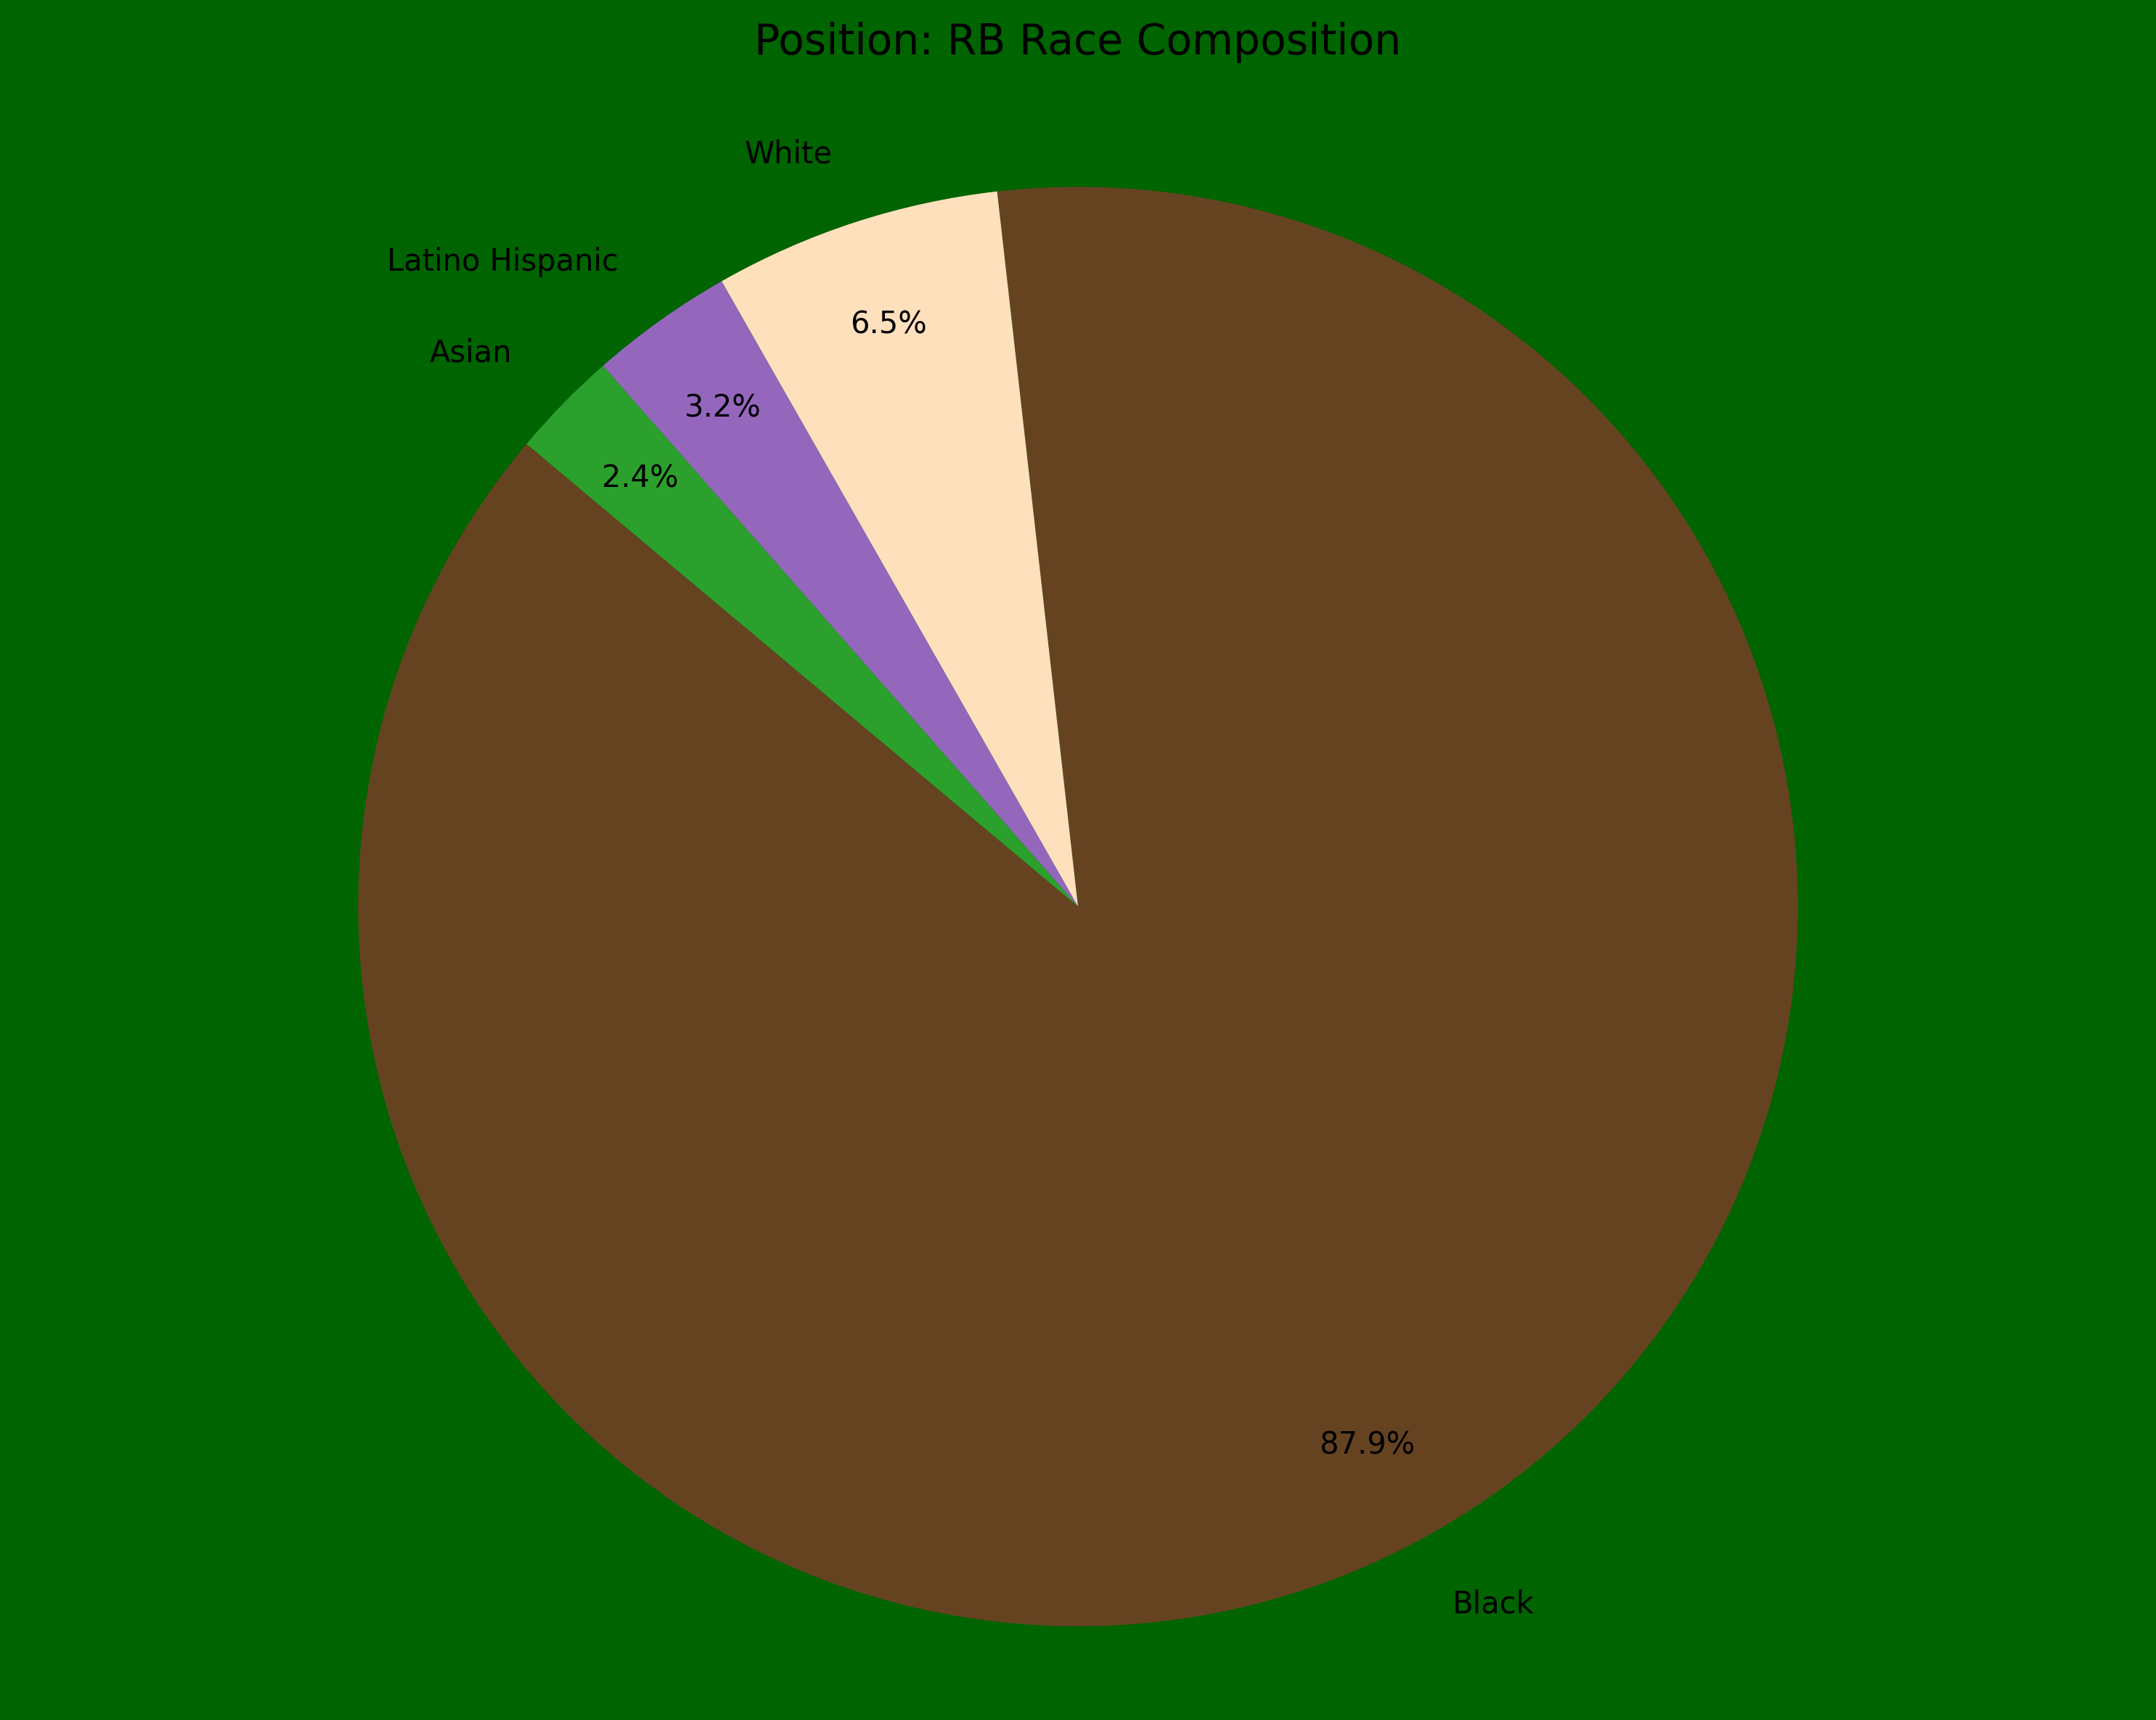 Position: RB Race Composition
White
Latino Hispanic
6.5%
Asian
3.2%
2.4%
87.9%
Black